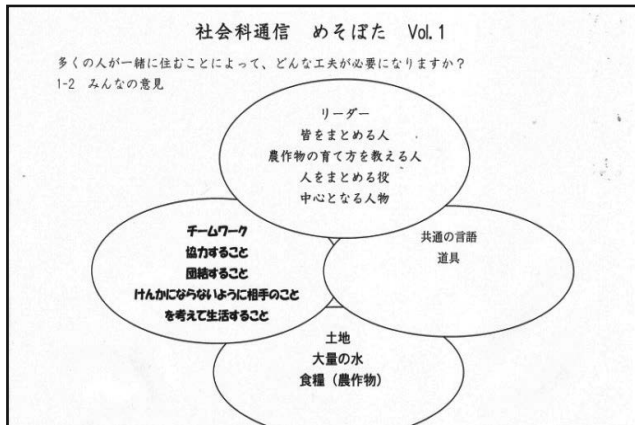 社会科通信 めそぽた Vol.1
多くの人が一緒に住むことによって、どんな工夫が必要になりますか？
1-2 みんなの意見
リーダー
皆をまとめる人
農作物の育て方を教える人
人をまとめる役
中心となる人物
チームワーク
協力すること
団結すること
けんかにならないように相手のこと
を考えて生活すること
共通の言語
道具
土地
大量の水
食糧（農作物）